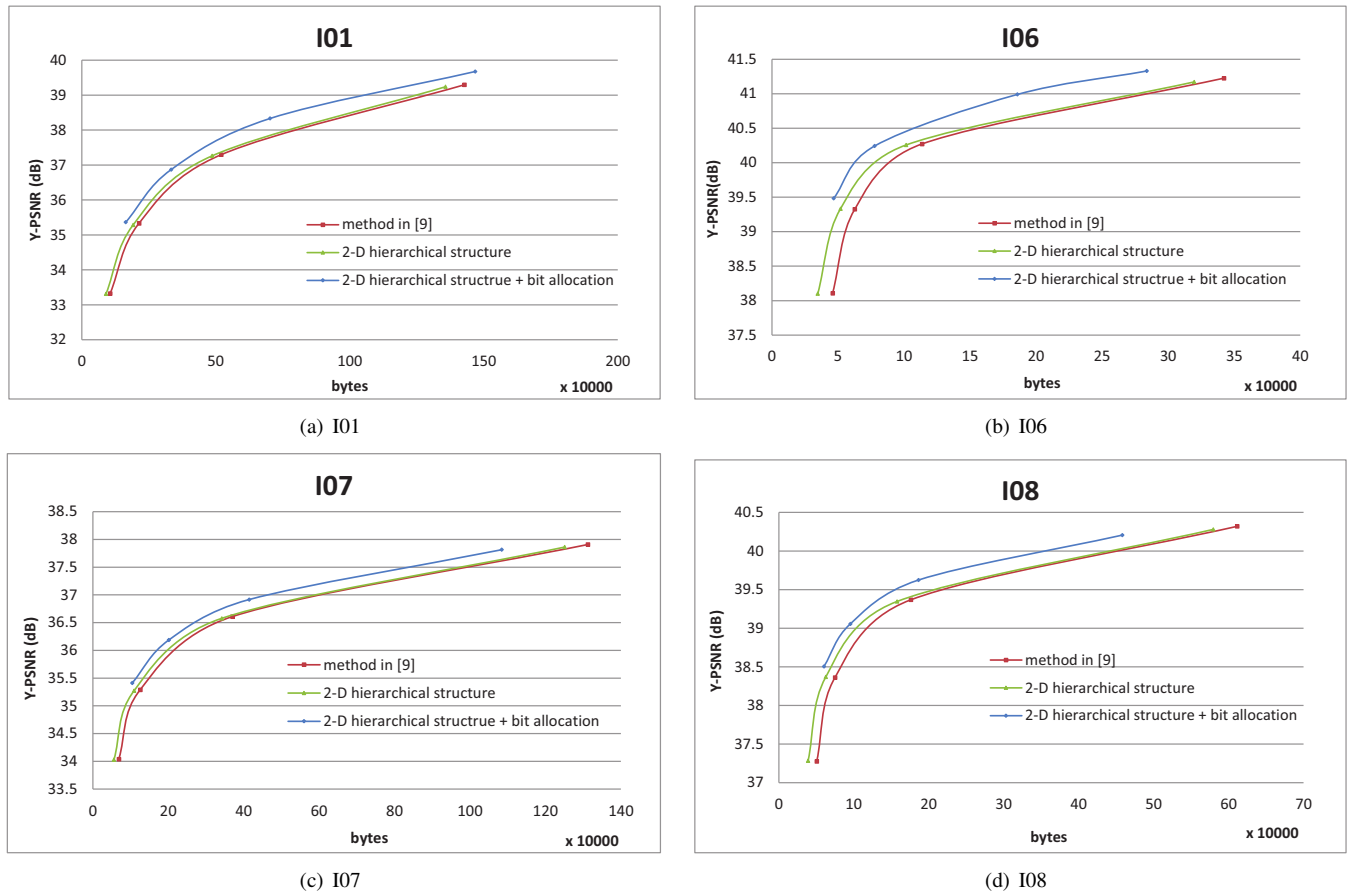 I01
40
39
38
37
36
35
34
33
32
Y-PSNR (dB)
method in [9]
2-D hierarchical structure
2-D hierarchical structrue + bit allocation
0 50 100 150 200
bytes
x 10000
(a) I01
I06
41.5
41
40.5
40
39.5
39
38.5
38
37.5
Y-PSNR(dB)
method in [9]
2-D hierarchical structure
2-D hierarchical structrue + bit allocation
0 5 10 15 20 25 30 35 40
bytes
x 10000
(b) I06
I07
38.5
38
37.5
37
36.5
36
35.5
35
34.5
34
33.5
Y-PSNR (dB)
method in [9]
2-D hierarchical structure
2-D hierarchical structrue + bit allocation
0 20 40 60 80 100 120 140
bytes
x 10000
(c) I07
I08
40.5
40
39.5
39
38.5
38
37.5
37
Y-PSNR (dB)
method in [9]
2-D hierarchical structure
2-D hierarchical structure + bit allocation
0 10 20 30 40 50 60 70
bytes
x 10000
(d) I08